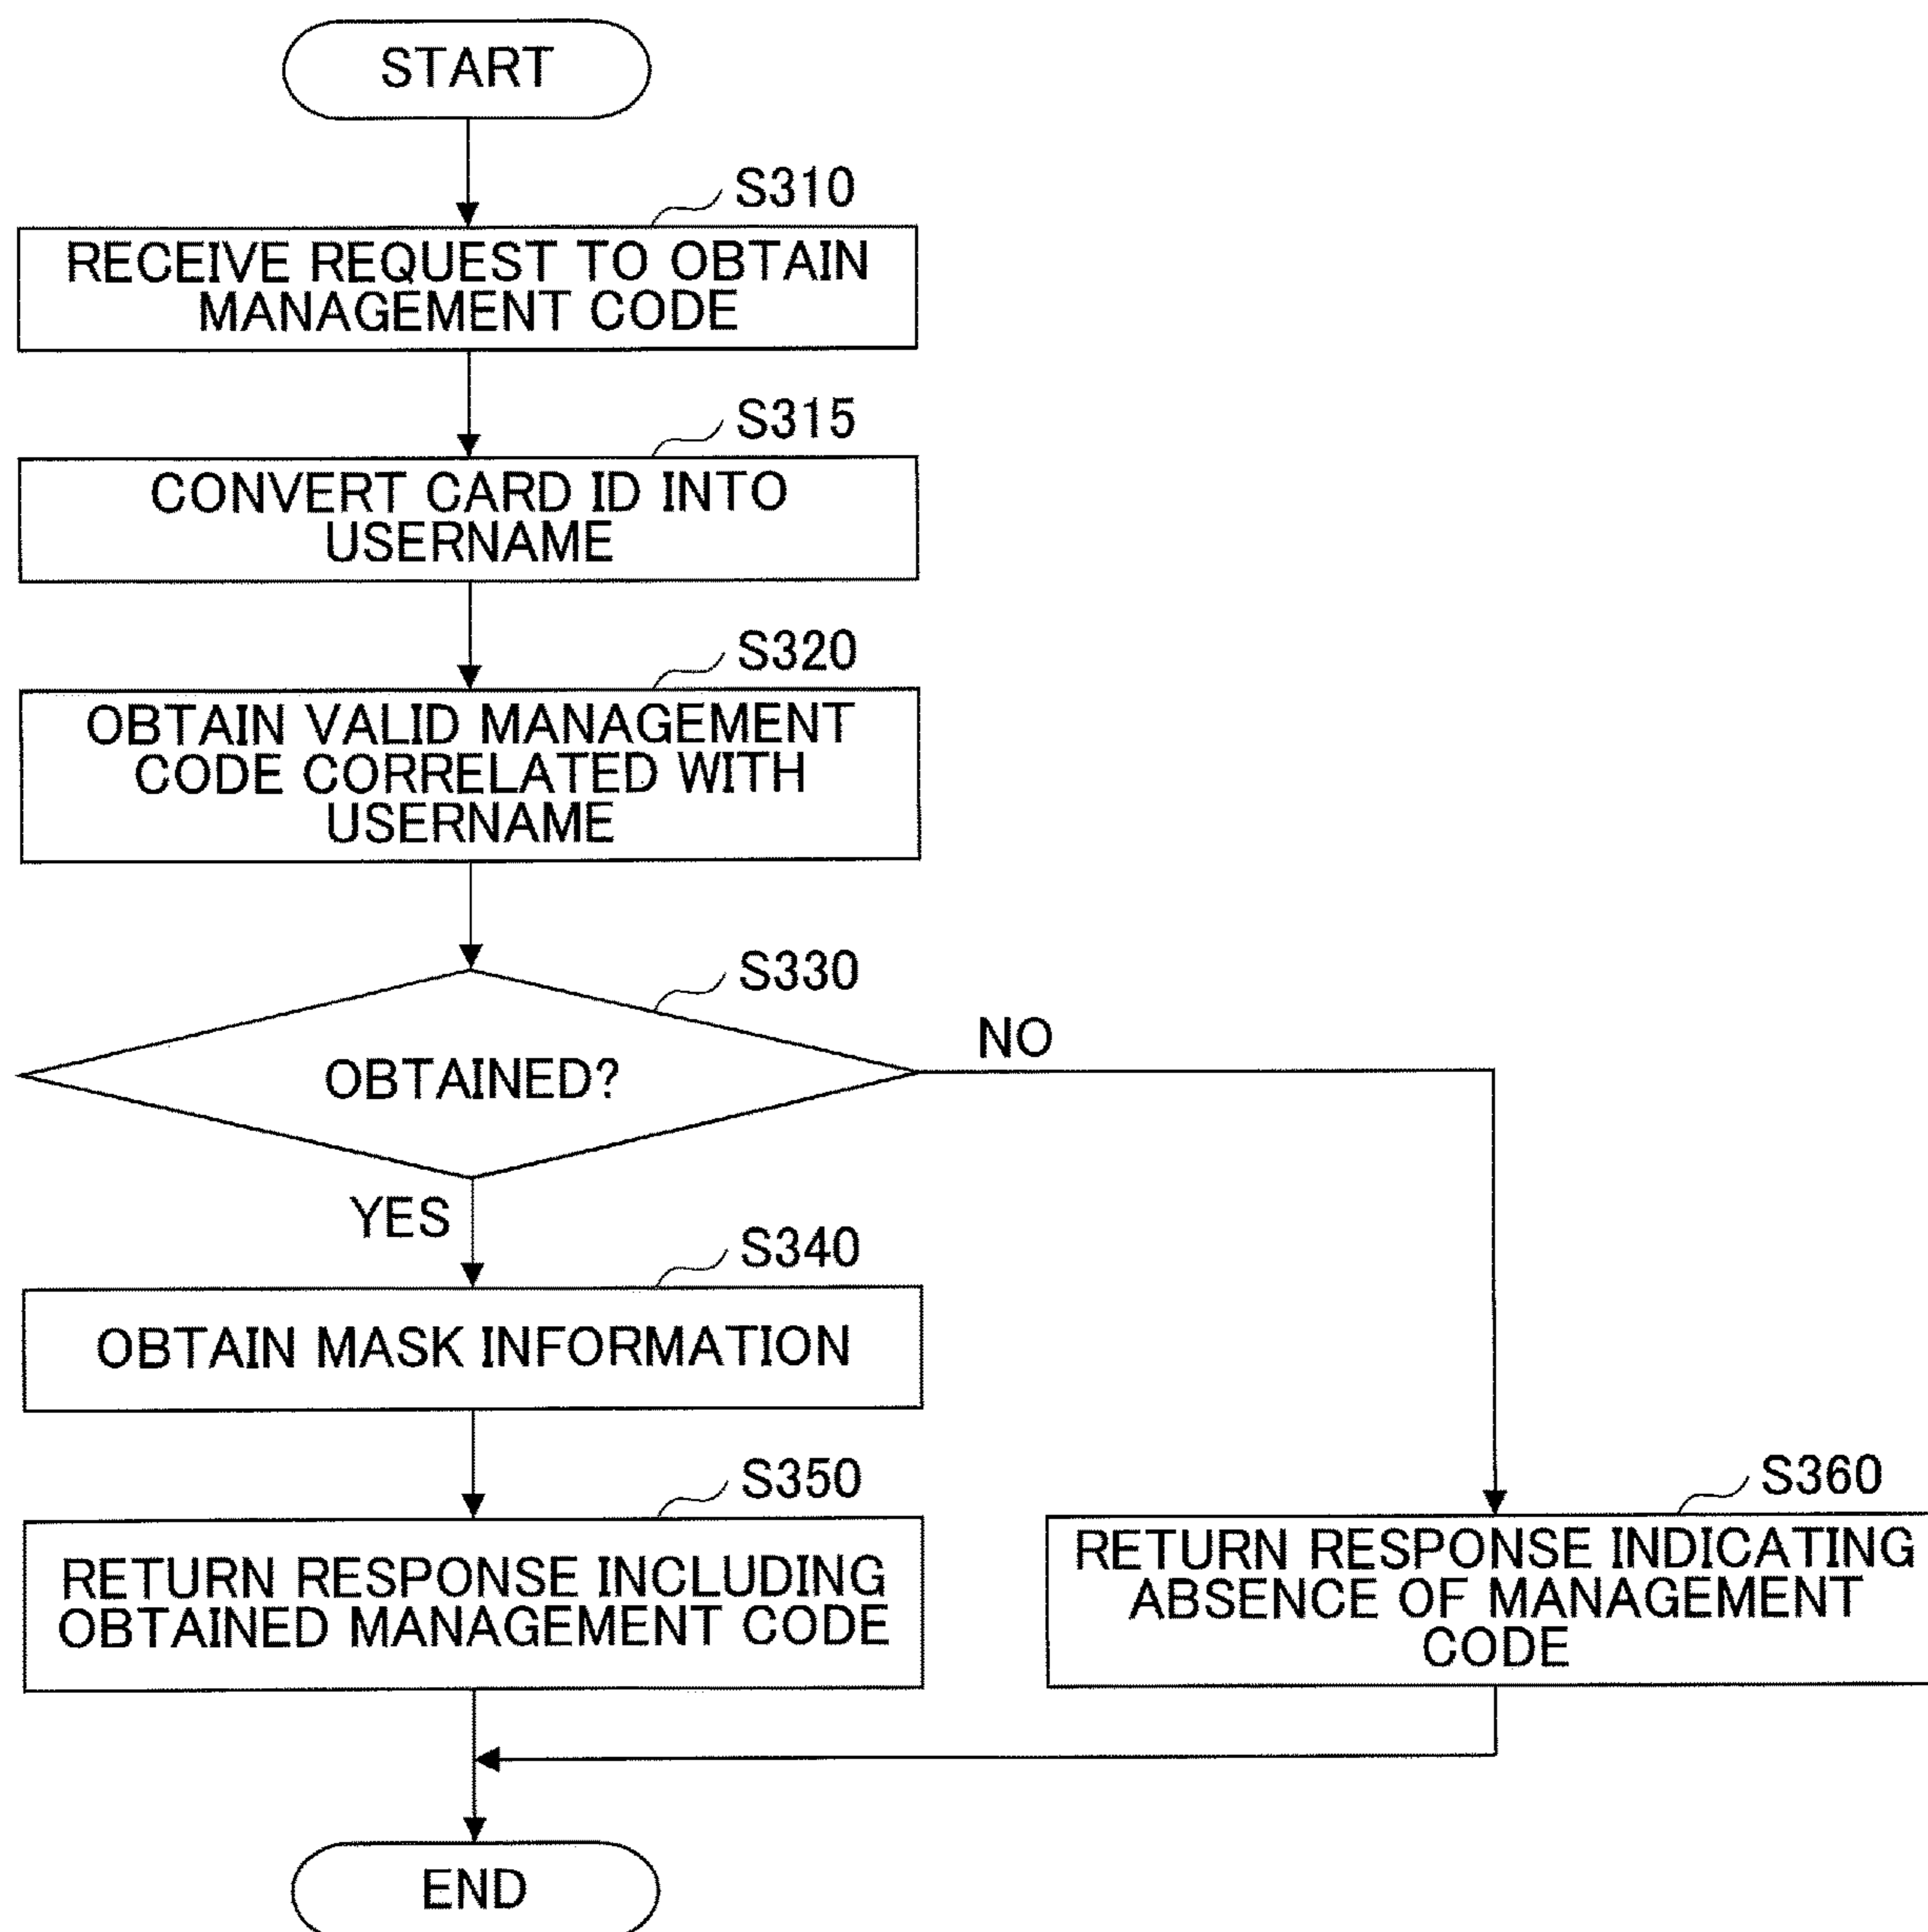 START
S310
RECEIVE REQUEST TO OBTAIN
MANAGEMENT CODE
S315
CONVERT CARD ID INTO
USERNAME
S320
OBTAIN VALID MANAGEMENT
CODE CORRELATED WITH
USERNAME
S330
OBTAINED?
NO
YES
S340
OBTAIN MASK INFORMATION
S350
RETURN RESPONSE INCLUDING
OBTAINED MANAGEMENT CODE
S360
RETURN RESPONSE INDICATING
ABSENCE OF MANAGEMENT
CODE
END